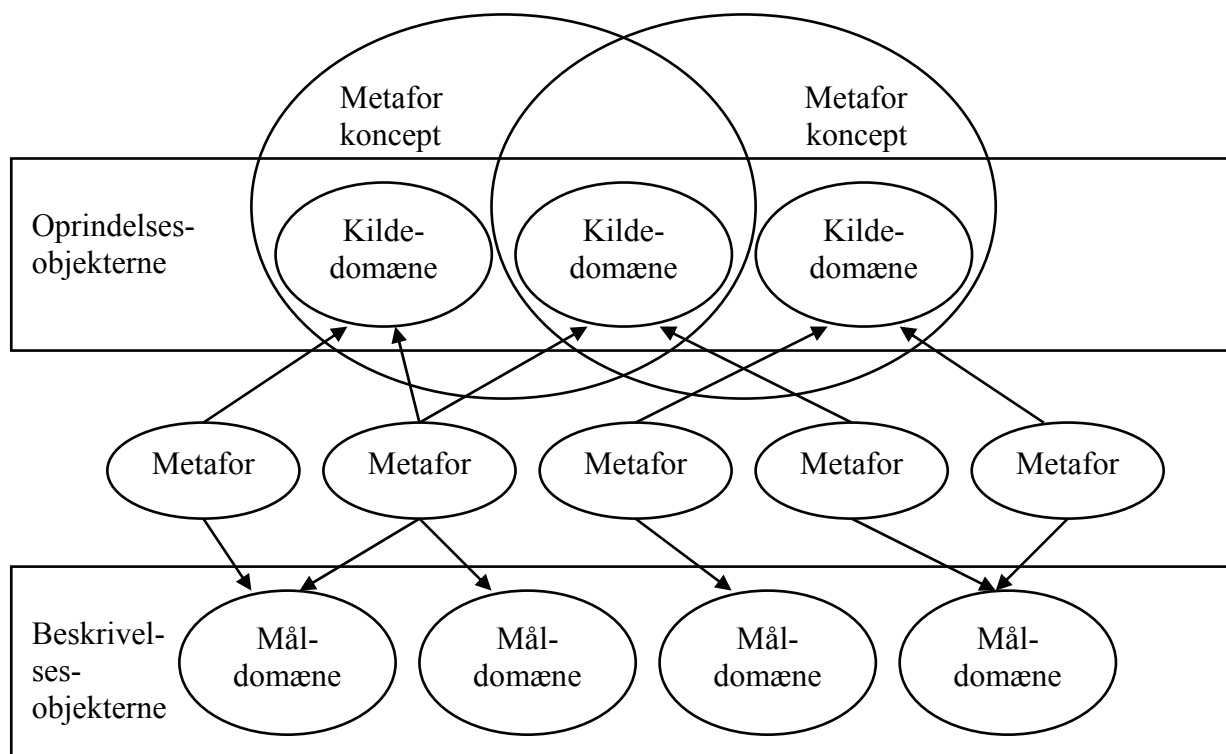 Metafor
koncept
Metafor
koncept
Oprindelses-
objekterne
Kilde-
domæne
Kilde-
domæne
Kilde-
domæne
Metafor
Metafor
Metafor
Metafor
Metafor
Beskrivel-
ses-
objekterne
Mål-
domæne
Mål-
domæne
Mål-
domæne
Mål-
domæne